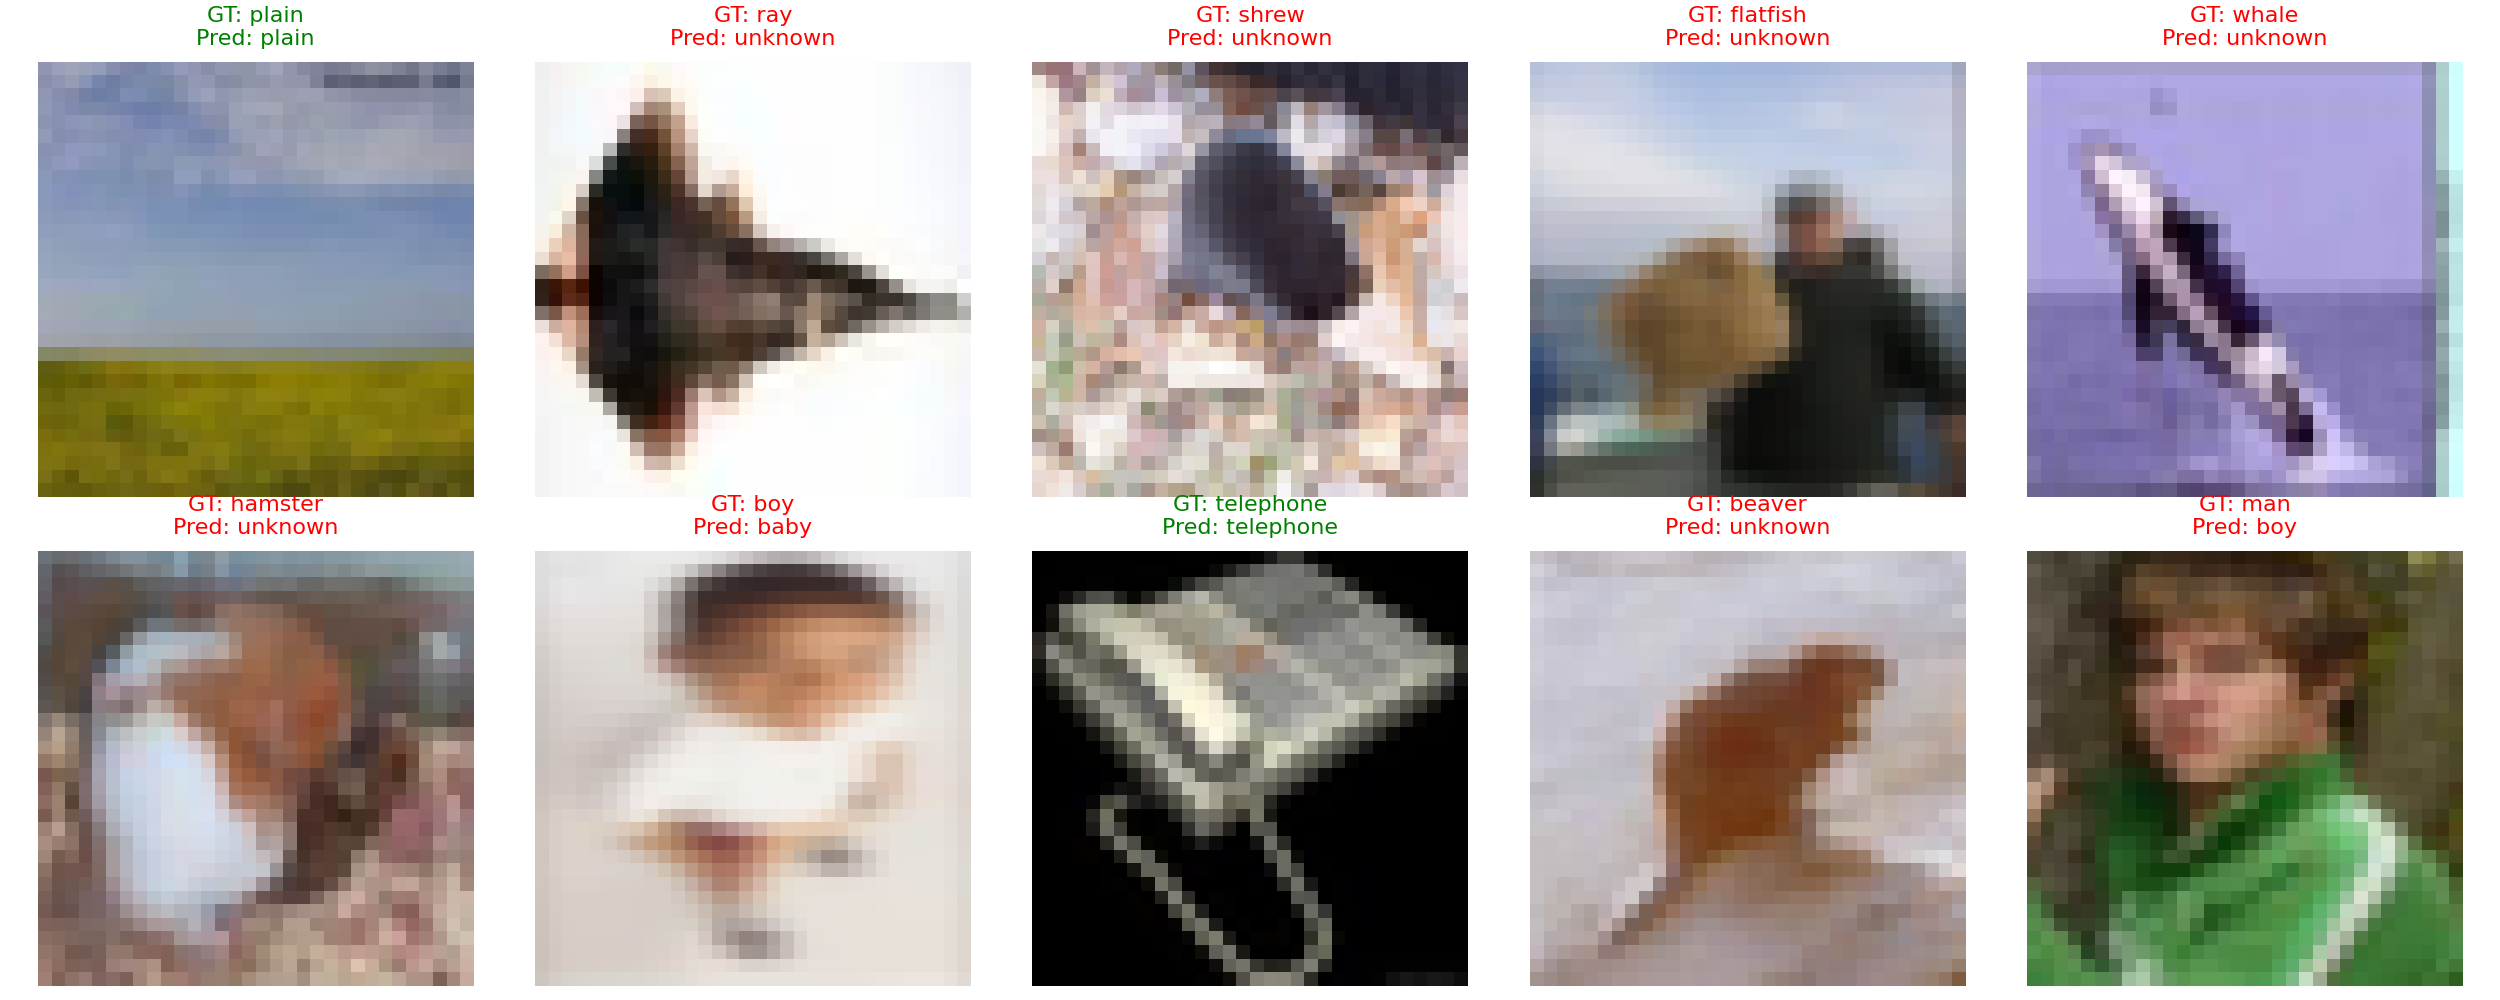 GT: plain
Pred: plain
GT: ray
Pred: unknown
GT: shrew
Pred: unknown
GT: flatfish
Pred: unknown
GT: whale
Pred: unknown
GT: hamster
Pred: unknown
GT: boy
Pred: baby
GT: telephone
Pred: telephone
GT: beaver
Pred: unknown
GT: man
Pred: boy